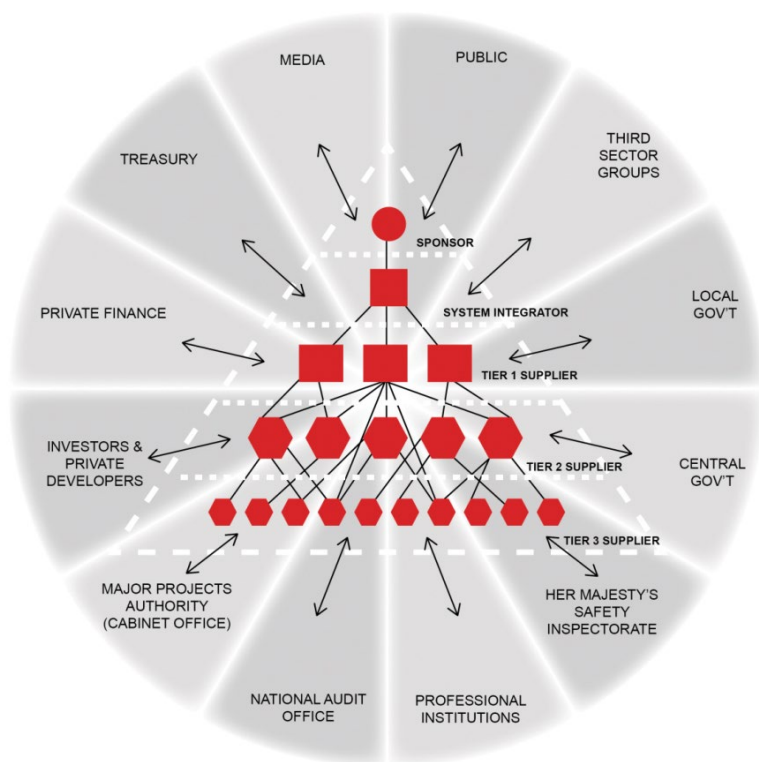 MEDIA
PUBLIC
TREASURY
THIRD
SECTOR
GROUPS
SPONSOR
PRIVATE FINANCE
SYSTEM INTEGRATOR
LOCAL
GOV'T
TIER 1 SUPPLIER
INVESTORS &
PRIVATE
DEVELOPERS
TIER 2 SUPPLIER
CENTRAL
GOV'T
TIER 3 SUPPLIER
MAJOR PROJECTS
AUTHORITY
(CABINET OFFICE)
HER MAJESTY'S
SAFETY
INSPECTORATE
NATIONAL AUDIT
OFFICE
PROFESSIONAL
INSTITUTIONS